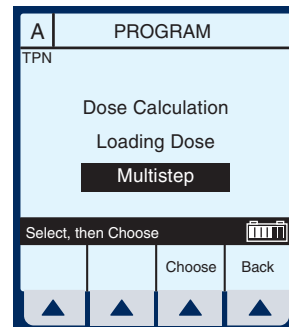 A PROGRAM
TPN
Dose Calculation
Loading Dose
Multistep
Select, then Choose
Choose Back